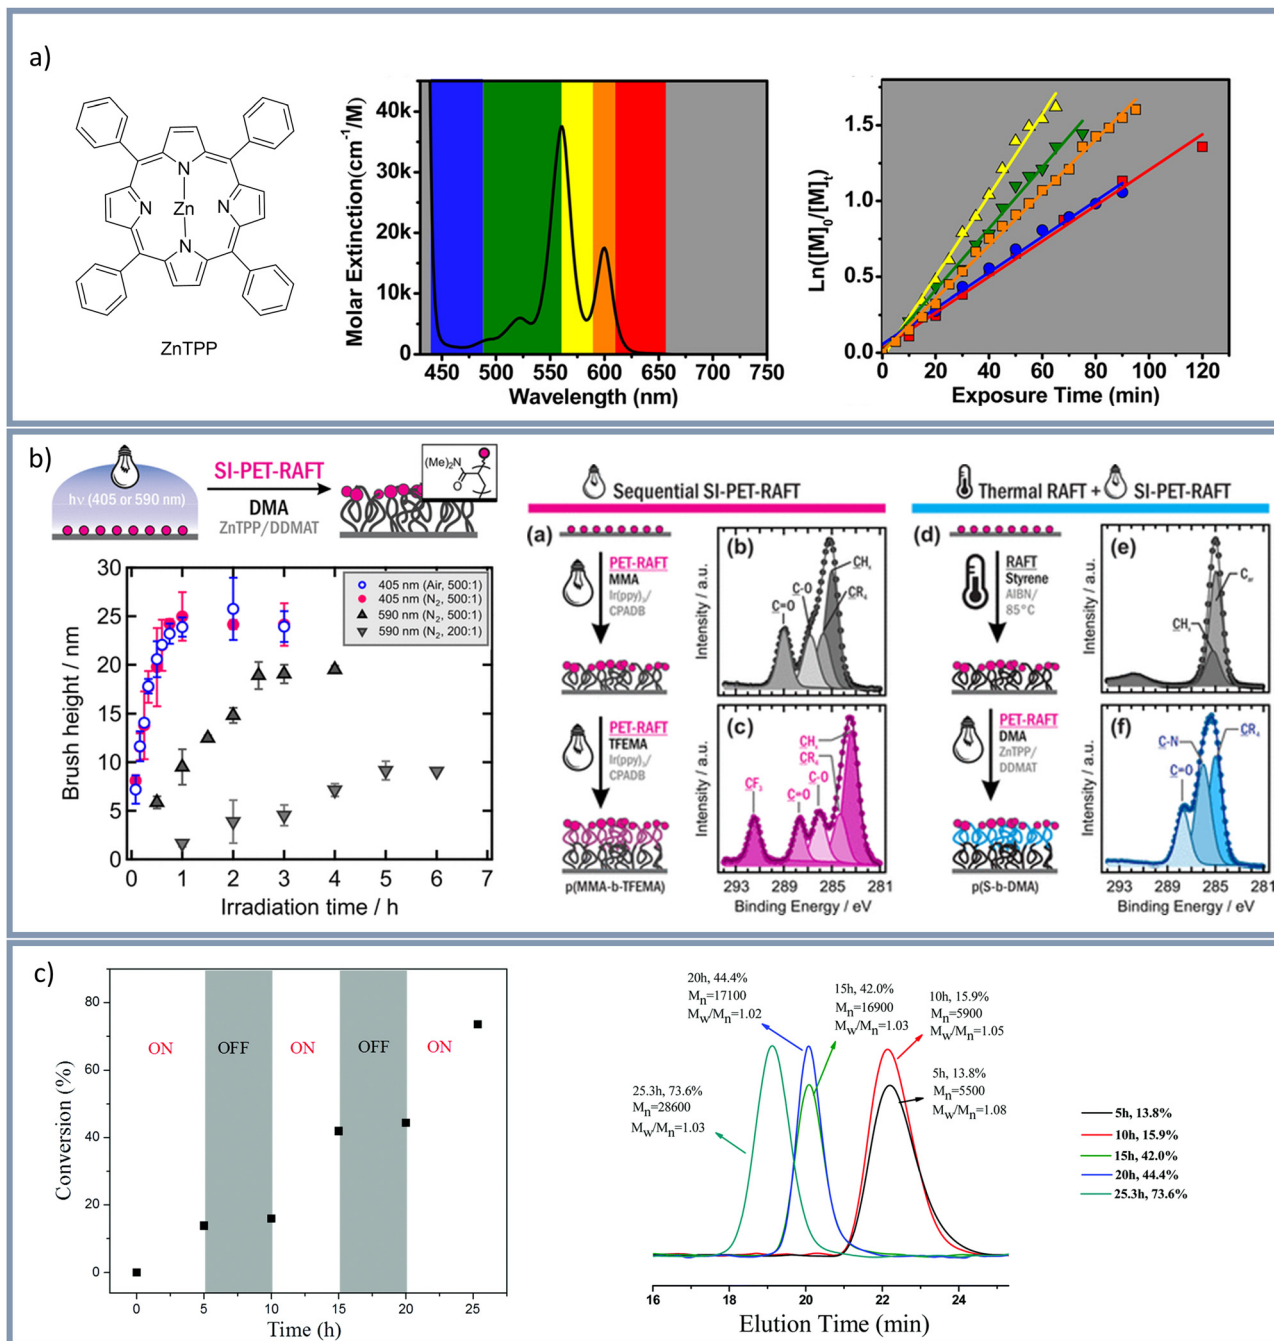 a)
N
N
Zn
N
N
ZnTPP
Molar Extinction(cm⁻¹/M)
40k
30k
20k
10k
0
450 500 550 600 650 700 750
Wavelength (nm)
Ln([M]₀/[M]ₜ)
1.5
1.0
0.5
0.0
0 20 40 60 80 100 120
Exposure Time (min)
b)
hν (405 or 590 nm)
SI-PET-RAFT
DMA
ZnTPP/DDMAT
(Me)₂N
O
Brush height / nm
30
25
20
15
10
5
0
405 nm (Air, 500:1)
405 nm (N₂, 500:1)
590 nm (N₂, 500:1)
590 nm (N₂, 200:1)
0 1 2 3 4 5 6 7
Irradiation time / h
Sequential SI-PET-RAFT
(a)
PET-RAFT
MMA
Ir(ppy)₃/
CPADB
PET-RAFT
TFEMA
Ir(ppy)₃/
CPADB
p(MMA-b-TFEMA)
(b)
Intensity / a.u.
C=O
C-O
CHₓ
CR₄
(c)
Intensity / a.u.
CF₃
C=O
C-O
CR₄
CHₓ
293 289 285 281
Binding Energy / eV
Thermal RAFT + SI-PET-RAFT
(d)
RAFT
Styrene
AIBN/
85°C
PET-RAFT
DMA
ZnTPP/
DDMAT
p(S-b-DMA)
(e)
Intensity / a.u.
CHₓ
Cₐᵣ
(f)
Intensity / a.u.
C-N
C=O
CR₄
293 289 285 281
Binding Energy / eV
c)
Conversion (%)
80
60
40
20
0
ON OFF ON OFF ON
0 5 10 15 20 25
Time (h)
20h, 44.4%
Mn=17100
Mw/Mn=1.02
15h, 42.0%
Mn=16900
Mw/Mn=1.03
10h, 15.9%
Mn=5900
Mw/Mn=1.05
25.3h, 73.6%
Mn=28600
Mw/Mn=1.03
5h, 13.8%
Mn=5500
Mw/Mn=1.08
5h, 13.8%
10h, 15.9%
15h, 42.0%
20h, 44.4%
25.3h, 73.6%
16 18 20 22 24
Elution Time (min)